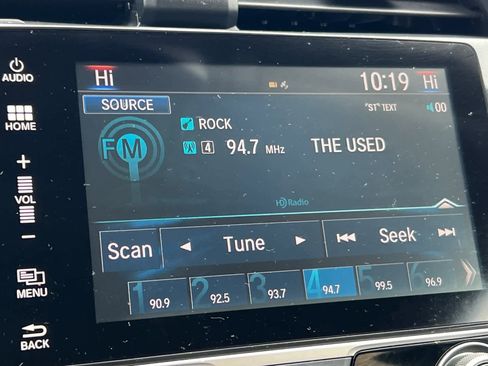 AUDIO
Hi 10:19 Hi
SOURCE "ST" TEXT 00
HOME
ROCK
FM 4 94.7 MHz THE USED
+
VOL
−
HD Radio
Scan Tune Seek
MENU
1 90.9 2 92.5 3 93.7 4 94.7 5 99.5 6 96.9
BACK